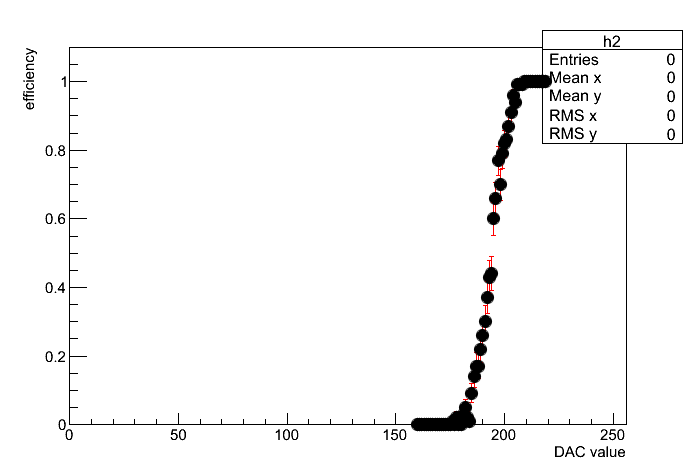 h2
Entries 0
Mean x 0
Mean y 0
RMS x 0
RMS y 0
efficiency
1
0.8
0.6
0.4
0.2
0
0 50 100 150 200 250
DAC value